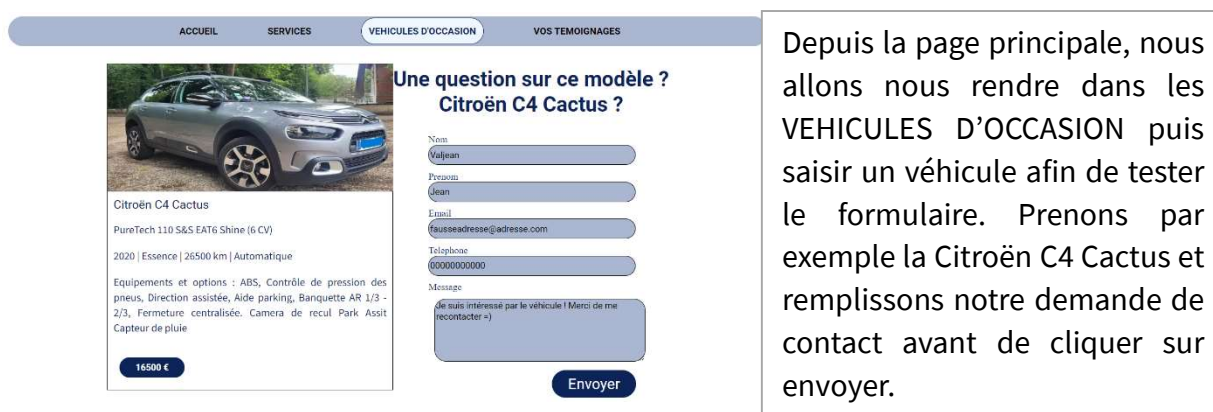 ACCUEIL SERVICES VEHICULES D'OCCASION VOS TEMOIGNAGES
Citroën C4 Cactus
PureTech 110 S&S EAT6 Shine (6 CV)
2020 | Essence | 26500 km | Automatique
Equipements et options : ABS, Contrôle de pression des
pneus, Direction assistée, Aide parking, Banquette AR 1/3 -
2/3, Fermeture centralisée. Camera de recul Park Assit
Capteur de pluie
16500 €
Une question sur ce modèle ?
Citroën C4 Cactus ?
Nom
Valjean
Prenom
Jean
Email
fausseadresse@adresse.com
Telephone
00000000000
Message
Je suis intéressé par le véhicule ! Merci de me
recontacter =)
Envoyer
Depuis la page principale, nous
allons nous rendre dans les
VEHICULES D’OCCASION puis
saisir un véhicule afin de tester
le formulaire. Prenons par
exemple la Citroën C4 Cactus et
remplissons notre demande de
contact avant de cliquer sur
envoyer.